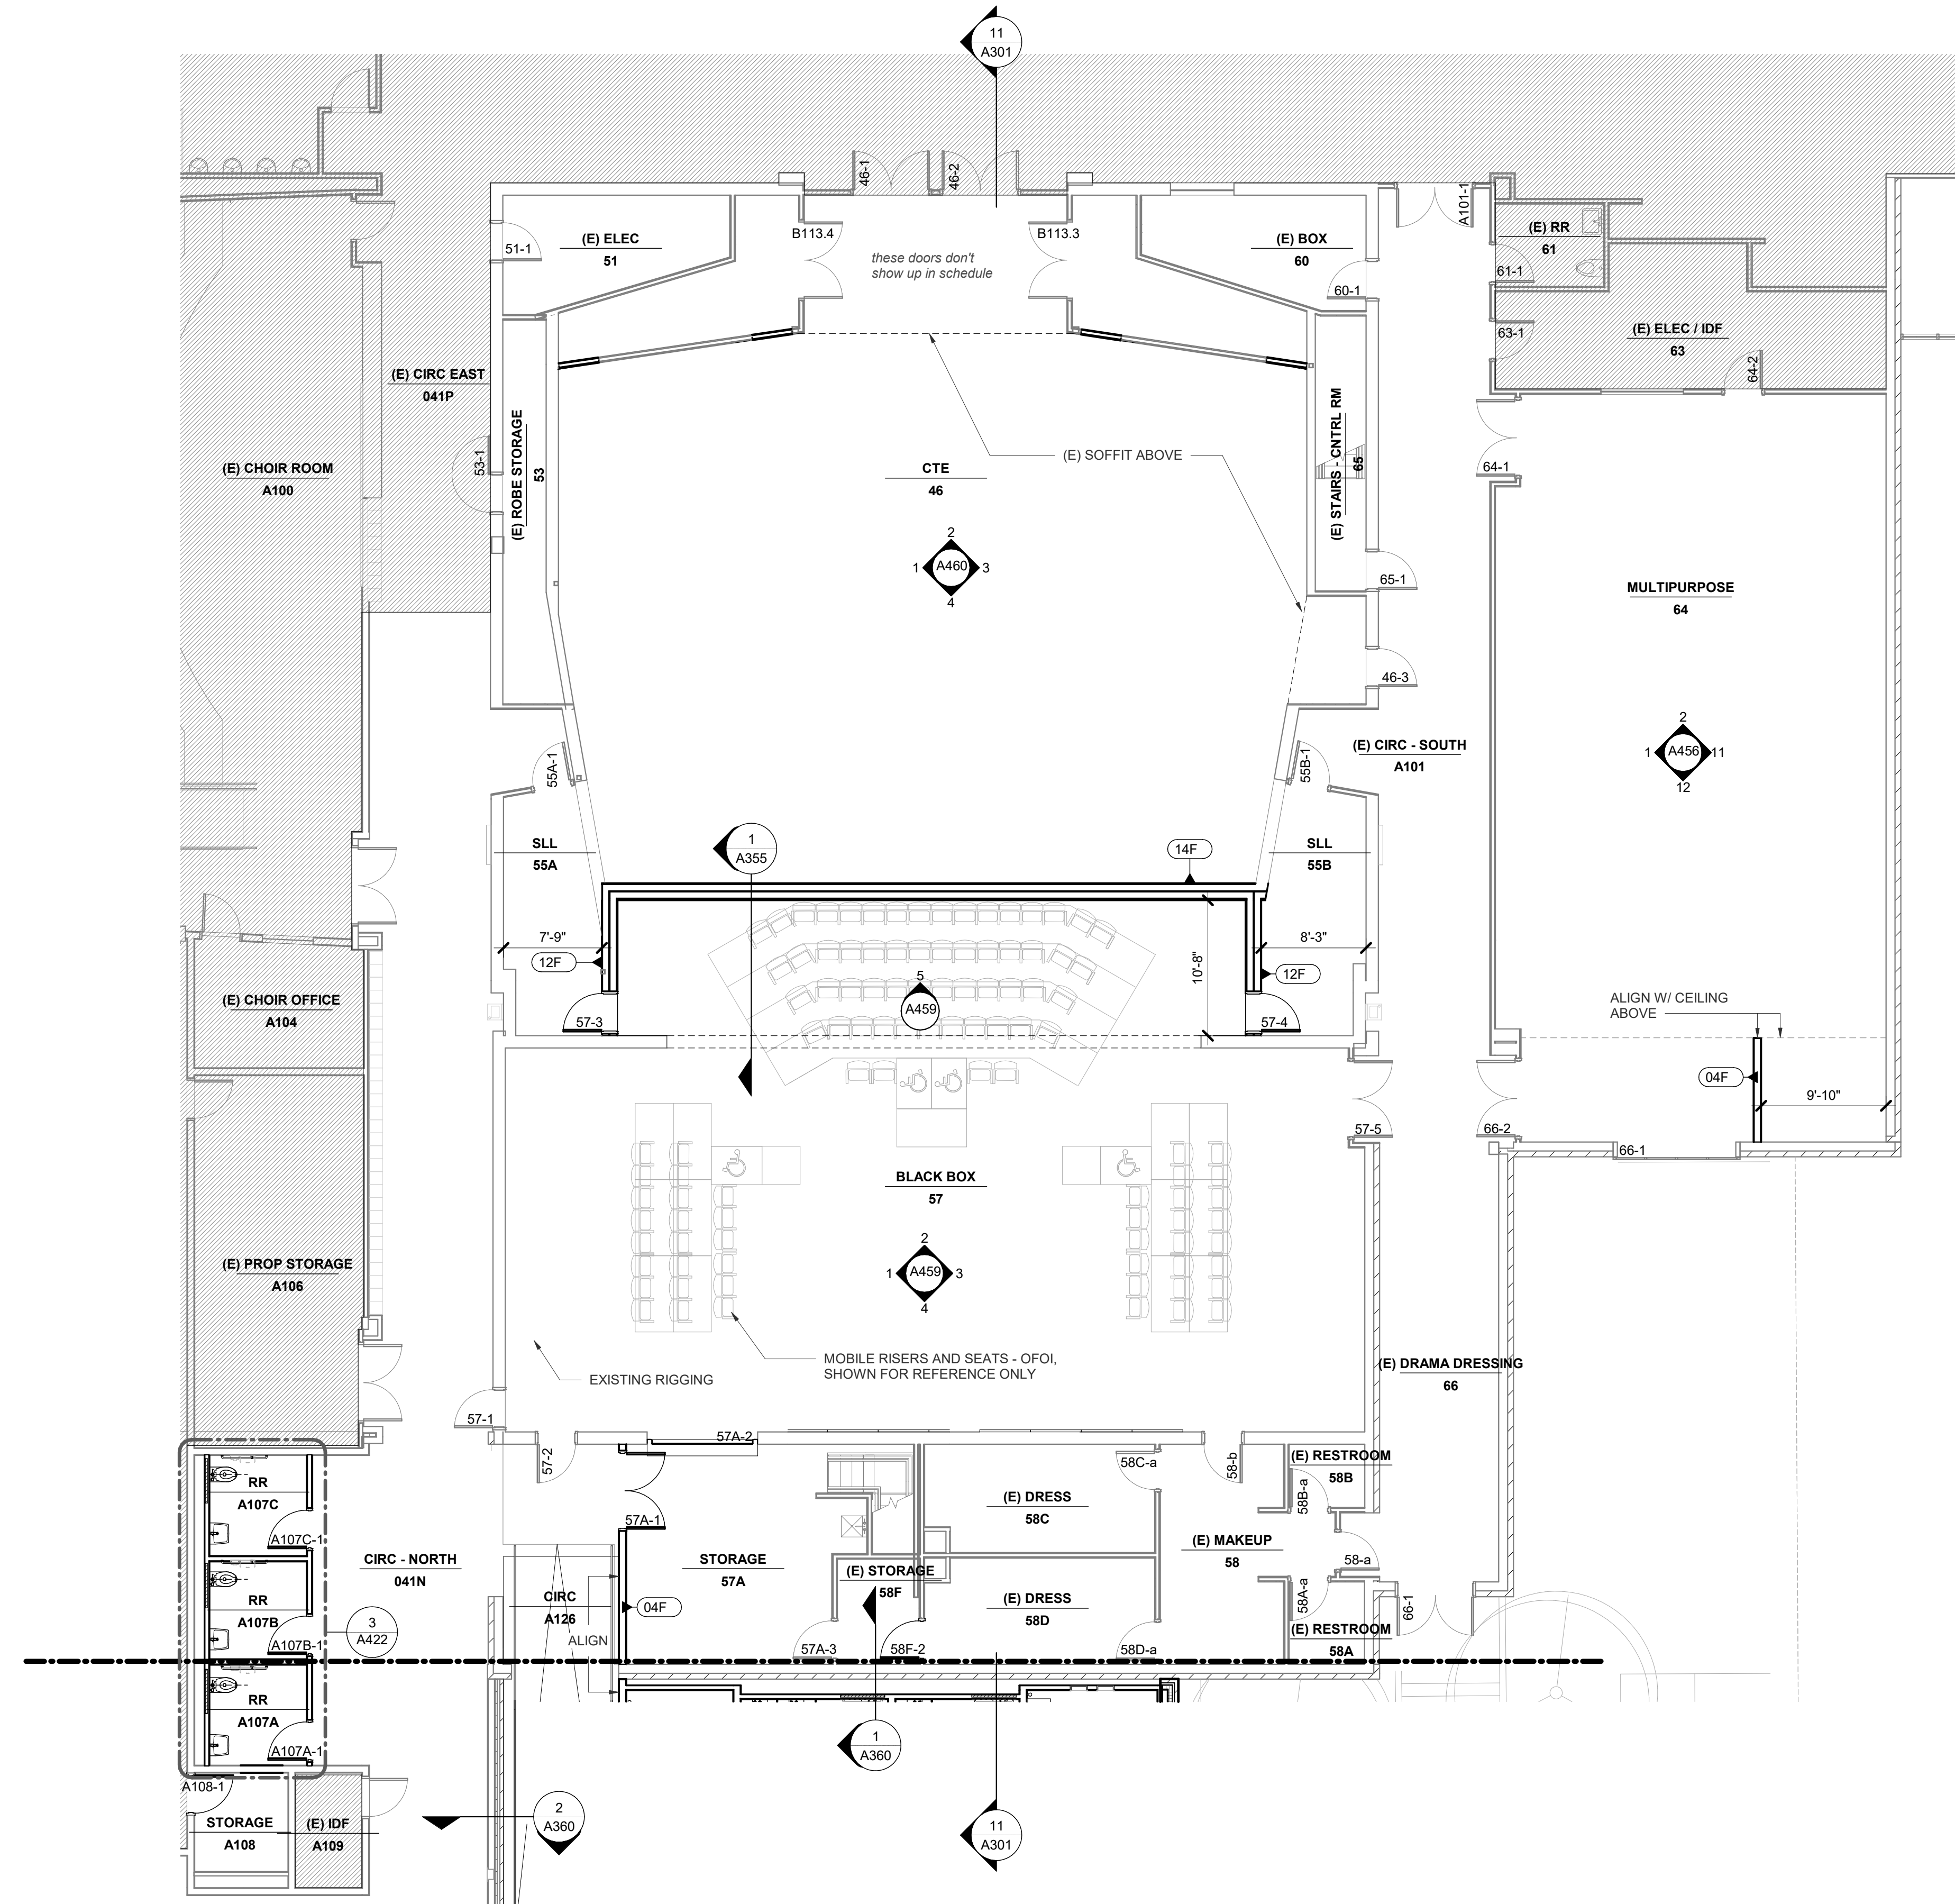 11
A301
46-1
46-2
A101-1
51-1
(E) ELEC
51
B113.4
B113.3
these doors don't
show up in schedule
(E) BOX
60
60-1
(E) RR
61
61-1
63-1
(E) ELEC / IDF
63
64-2
(E) CIRC EAST
041P
(E) ROBE STORAGE
53
53-1
(E) CHOIR ROOM
A100
CTE
46
(E) SOFFIT ABOVE
(E) STAIRS - CNTRL RM
65
64-1
2
1
A460
3
4
65-1
MULTIPURPOSE
64
46-3
55A-1
55B-1
(E) CIRC - SOUTH
A101
2
1
A456
11
12
SLL
55A
1
A355
14F
SLL
55B
7'-9"
12F
8'-3"
12F
10'-8"
5
A459
57-3
57-4
(E) CHOIR OFFICE
A104
ALIGN W/ CEILING
ABOVE
04F
9'-10"
57-5
66-2
66-1
BLACK BOX
57
2
1
A459
3
4
(E) PROP STORAGE
A106
MOBILE RISERS AND SEATS - OFOI,
SHOWN FOR REFERENCE ONLY
EXISTING RIGGING
(E) DRAMA DRESSING
66
57-1
57-2
57A-2
58C-a
58-b
(E) RESTROOM
58B
58B-a
RR
A107C
A107C-1
57A-1
(E) DRESS
58C
(E) MAKEUP
58
58-a
CIRC - NORTH
041N
STORAGE
57A
(E) STORAGE
58F
CIRC
A126
04F
ALIGN
(E) DRESS
58D
58A-a
66-1
(E) RESTROOM
58A
RR
A107B
A107B-1
3
A422
57A-3
58F-2
58D-a
RR
A107A
A107A-1
1
A360
A108-1
STORAGE
A108
(E) IDF
A109
2
A360
11
A301